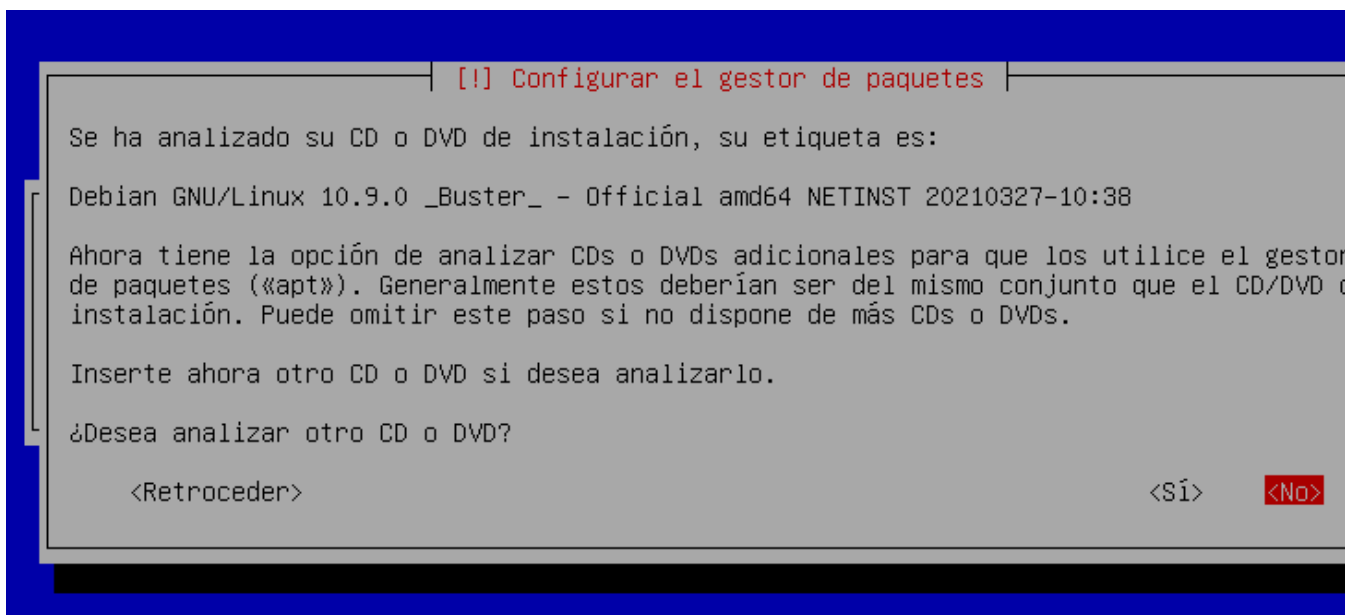 [!] Configurar el gestor de paquetes
Se ha analizado su CD o DVD de instalación, su etiqueta es:
Debian GNU/Linux 10.9.0 _Buster_ - Official amd64 NETINST 20210327-10:38
Ahora tiene la opción de analizar CDs o DVDs adicionales para que los utilice el gestor
de paquetes («apt»). Generalmente estos deberían ser del mismo conjunto que el CD/DVD
instalación. Puede omitir este paso si no dispone de más CDs o DVDs.
Inserte ahora otro CD o DVD si desea analizarlo.
¿Desea analizar otro CD o DVD?
<Retroceder> <Sí> <No>